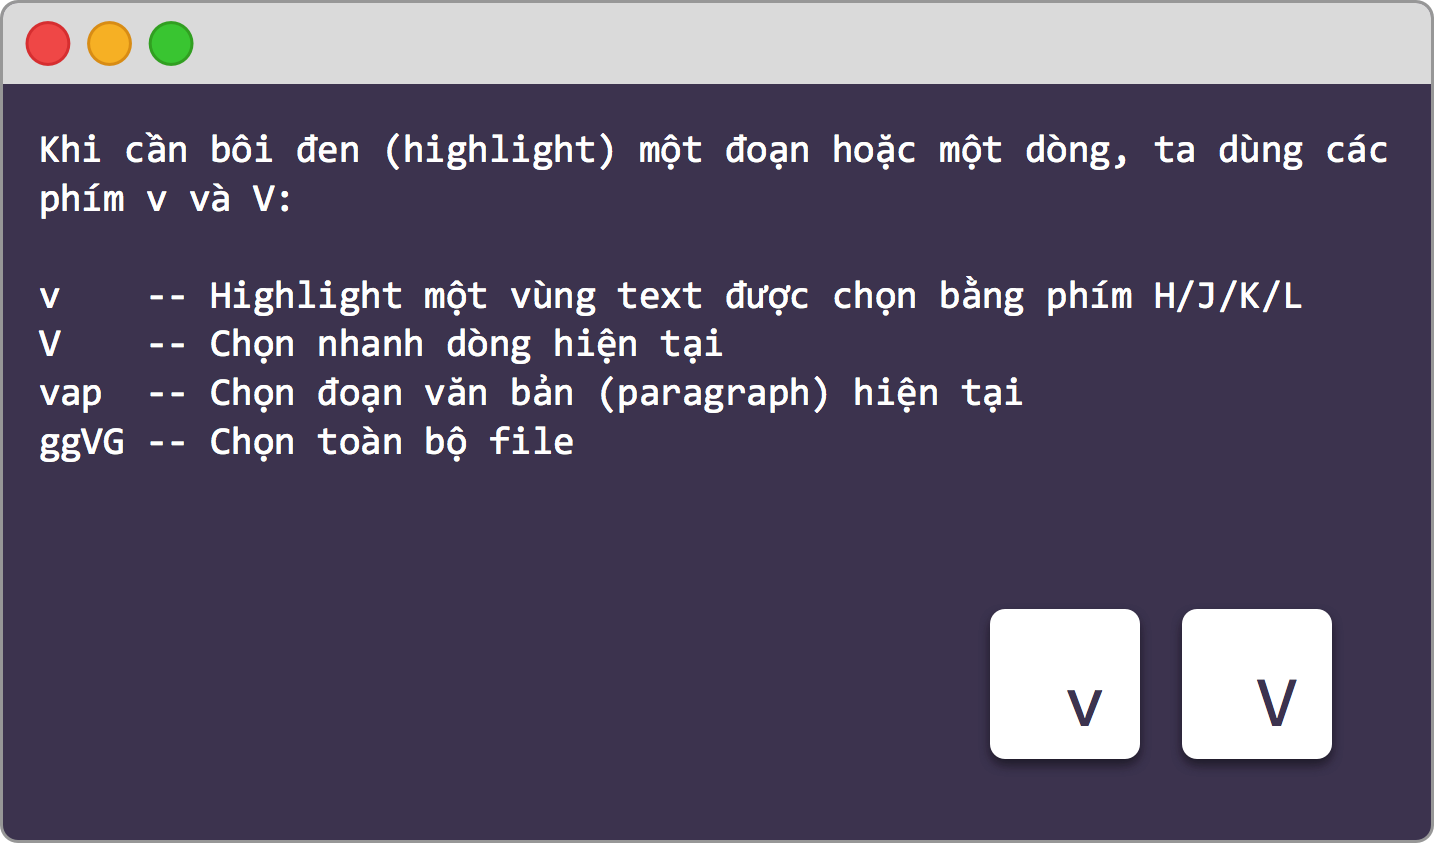 Khi cần bôi đen (highlight) một đoạn hoặc một dòng, ta dùng các
phím v và V:
v    -- Highlight một vùng text được chọn bằng phím H/J/K/L
V    -- Chọn nhanh dòng hiện tại
vap  -- Chọn đoạn văn bản (paragraph) hiện tại
ggVG -- Chọn toàn bộ file
v V